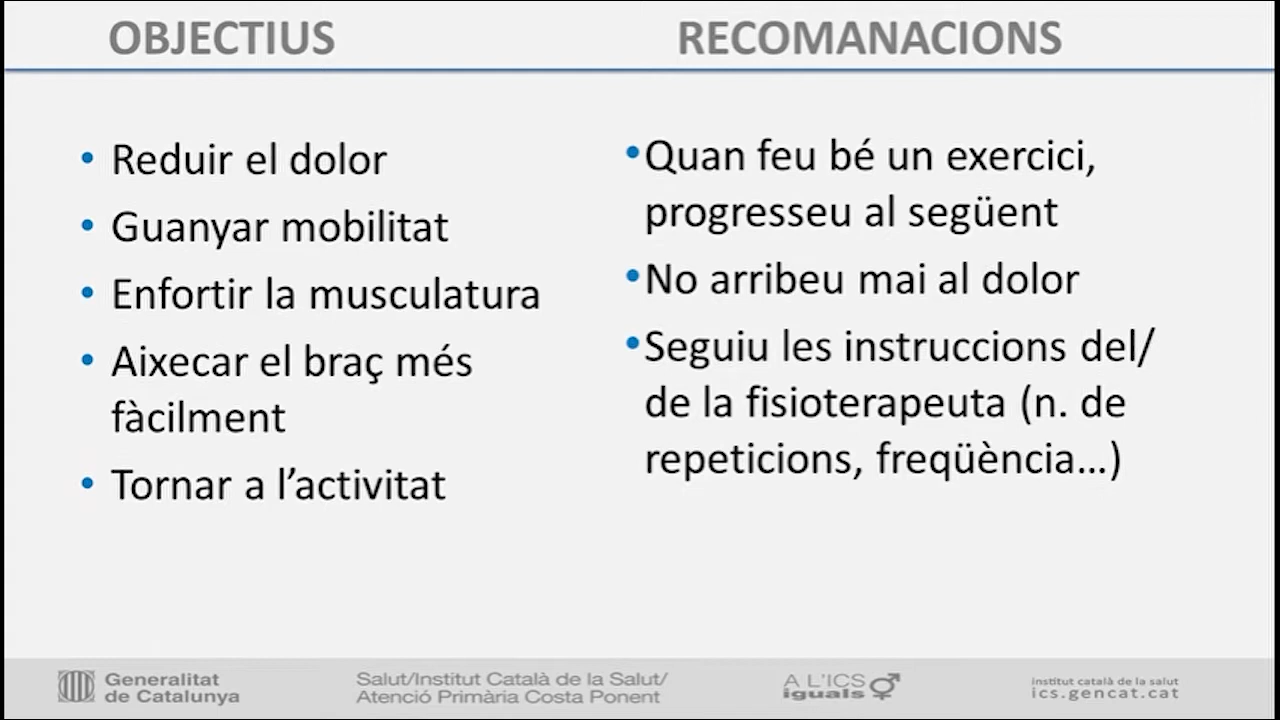 OBJECTIUS
• Reduir el dolor
• Guanyar mobilitat
• Enfortir la musculatura
• Aixecar el braç més
fàcilment
• Tornar a l’activitat
RECOMANACIONS
•Quan feu bé un exercici,
progresseu al següent
•No arribeu mai al dolor
•Seguiu les instruccions del/
de la fisioterapeuta (n. de
repeticions, freqüència…)
Generalitat
de Catalunya
Salut/Institut Català de la Salut/
Atenció Primària Costa Ponent
A L'ICS
iguals
institut català de la salut
ics.gencat.cat